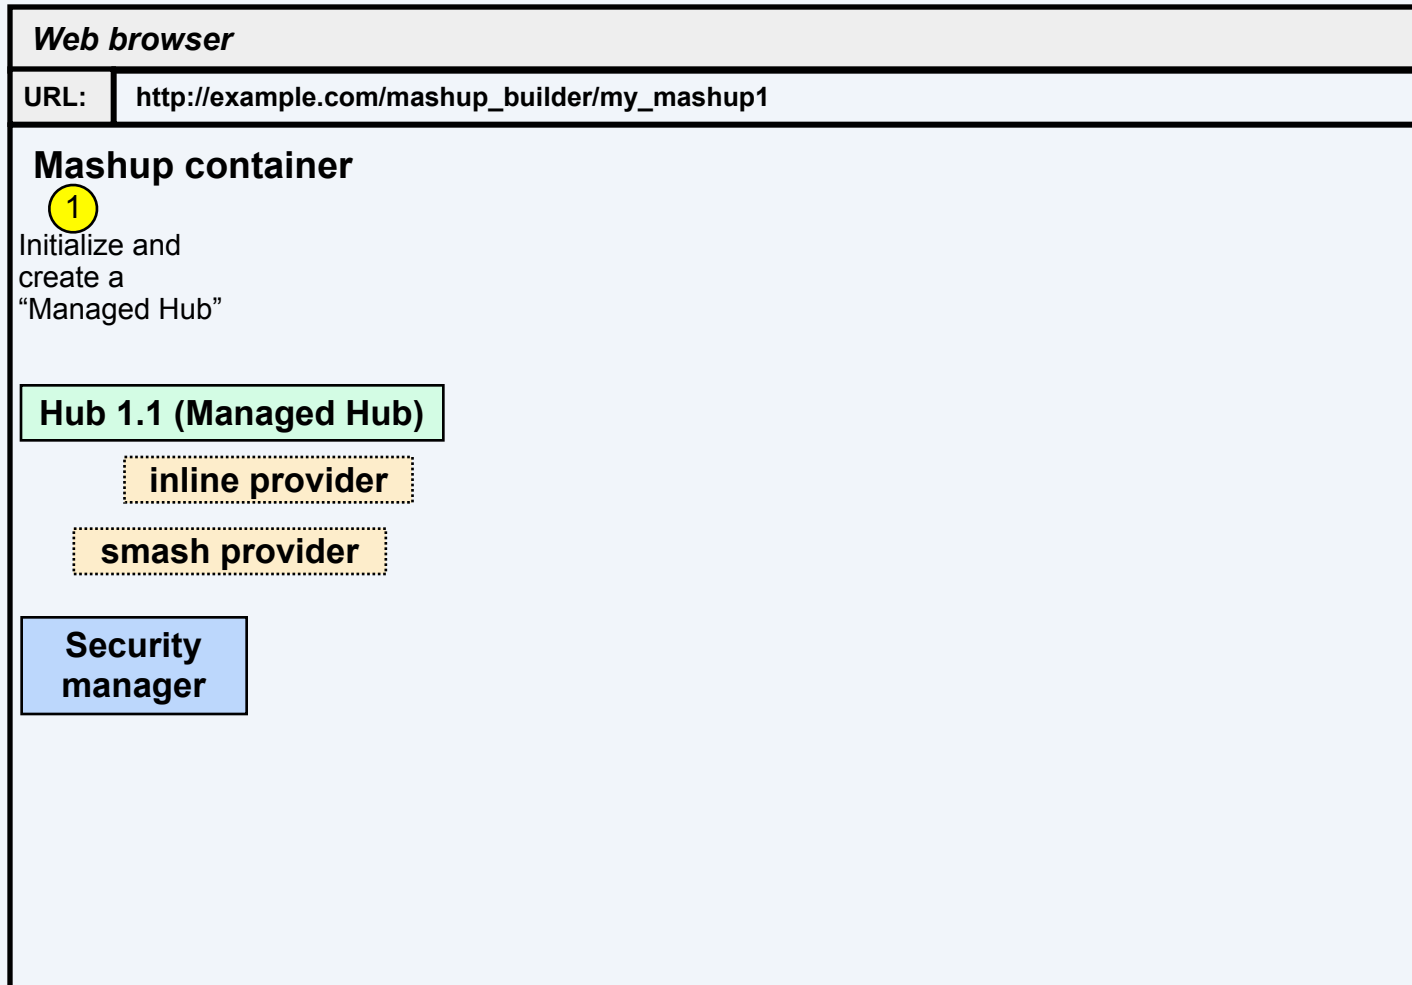 Web browser
URL: http://example.com/mashup_builder/my_mashup1
Mashup container
1
Initialize and
create a
“Managed Hub”
Hub 1.1 (Managed Hub)
inline provider
smash provider
Security
manager